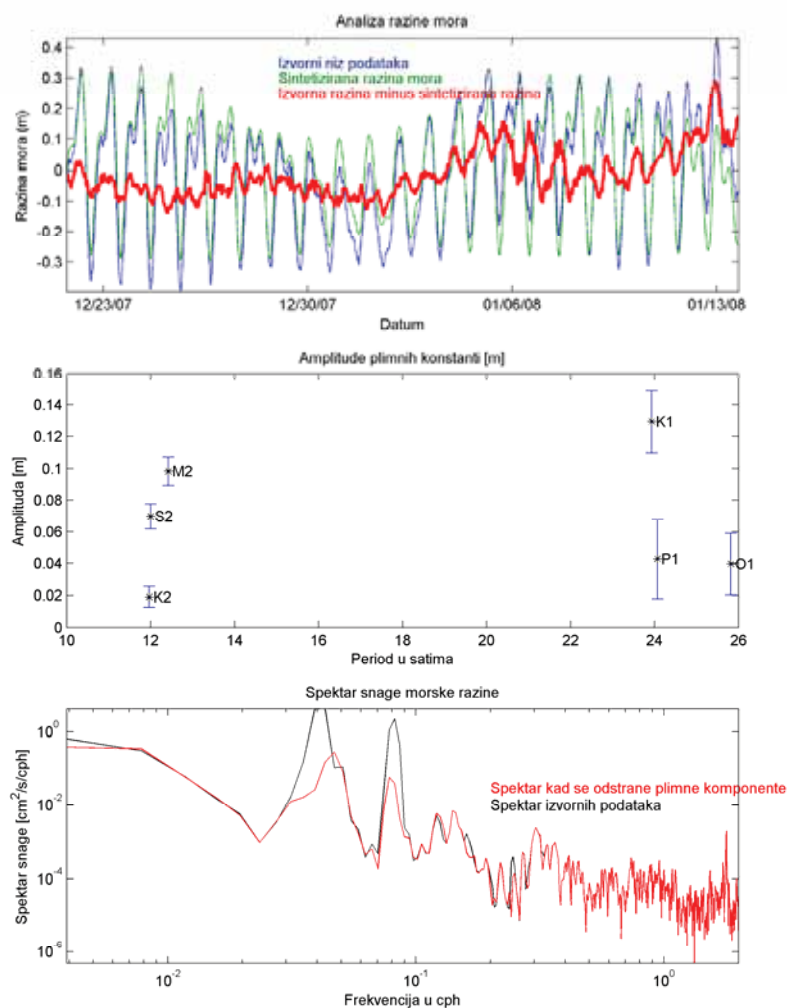 Analiza razine mora
Izvorni niz podataka
Sintetizirana razina mora
Izvorna razina minus sintetizirana razina
Razina mora (m)
0.4
0.3
0.2
0.1
0
-0.1
-0.2
-0.3
12/23/07 12/30/07 01/06/08 01/13/08
Datum
Amplitude plimnih konstanti [m]
Amplituda [m]
0.16
0.14
0.12
0.1
0.08
0.06
0.04
0.02
0
K1
M2
S2
P1
O1
K2
10 12 14 16 18 20 22 24 26
Period u satima
Spektar snage morske razine
Spektar snage [cm²/s/cph]
10⁰
10⁻²
10⁻⁴
10⁻⁶
Spektar kad se odstrane plimne komponente
Spektar izvornih podataka
10⁻² 10⁻¹ 10⁰
Frekvencija u cph